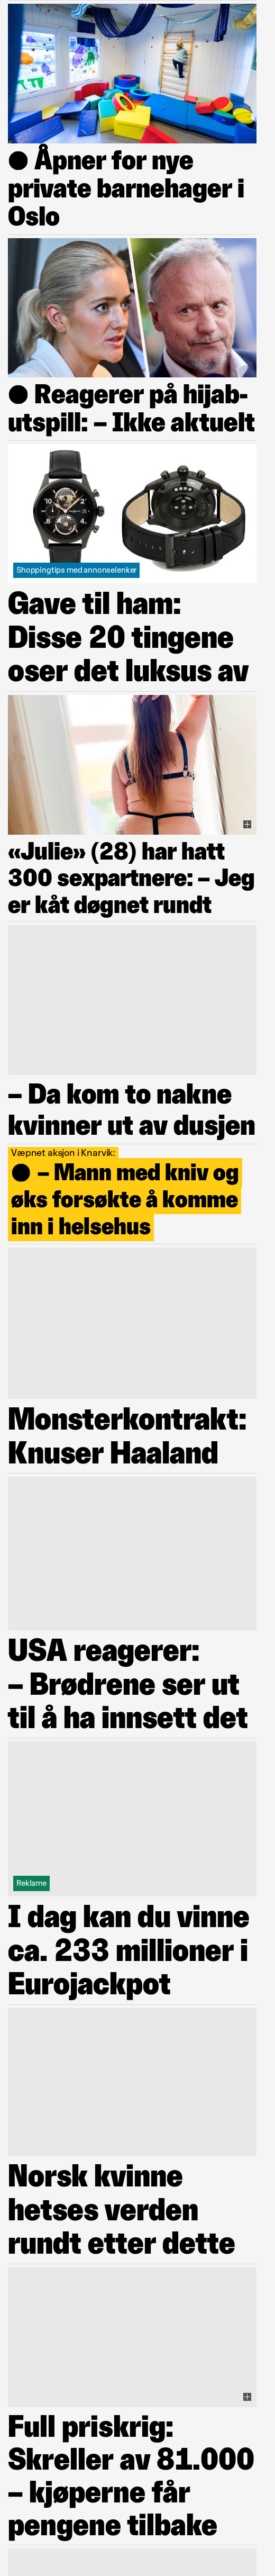 ● Åpner for nye
private barnehager i
Oslo
● Reagerer på hijab-
utspill: – Ikke aktuelt
Shoppingtips med annonselenker
Gave til ham:
Disse 20 tingene
oser det luksus av
«Julie» (28) har hatt
300 sexpartnere: – Jeg
er kåt døgnet rundt
– Da kom to nakne
kvinner ut av dusjen
Væpnet aksjon i Knarvik:
● – Mann med kniv og
øks forsøkte å komme
inn i helsehus
Monsterkontrakt:
Knuser Haaland
USA reagerer:
– Brødrene ser ut
til å ha innsett det
Reklame
I dag kan du vinne
ca. 233 millioner i
Eurojackpot
Norsk kvinne
hetses verden
rundt etter dette
Full priskrig:
Skreller av 81.000
– kjøperne får
pengene tilbake